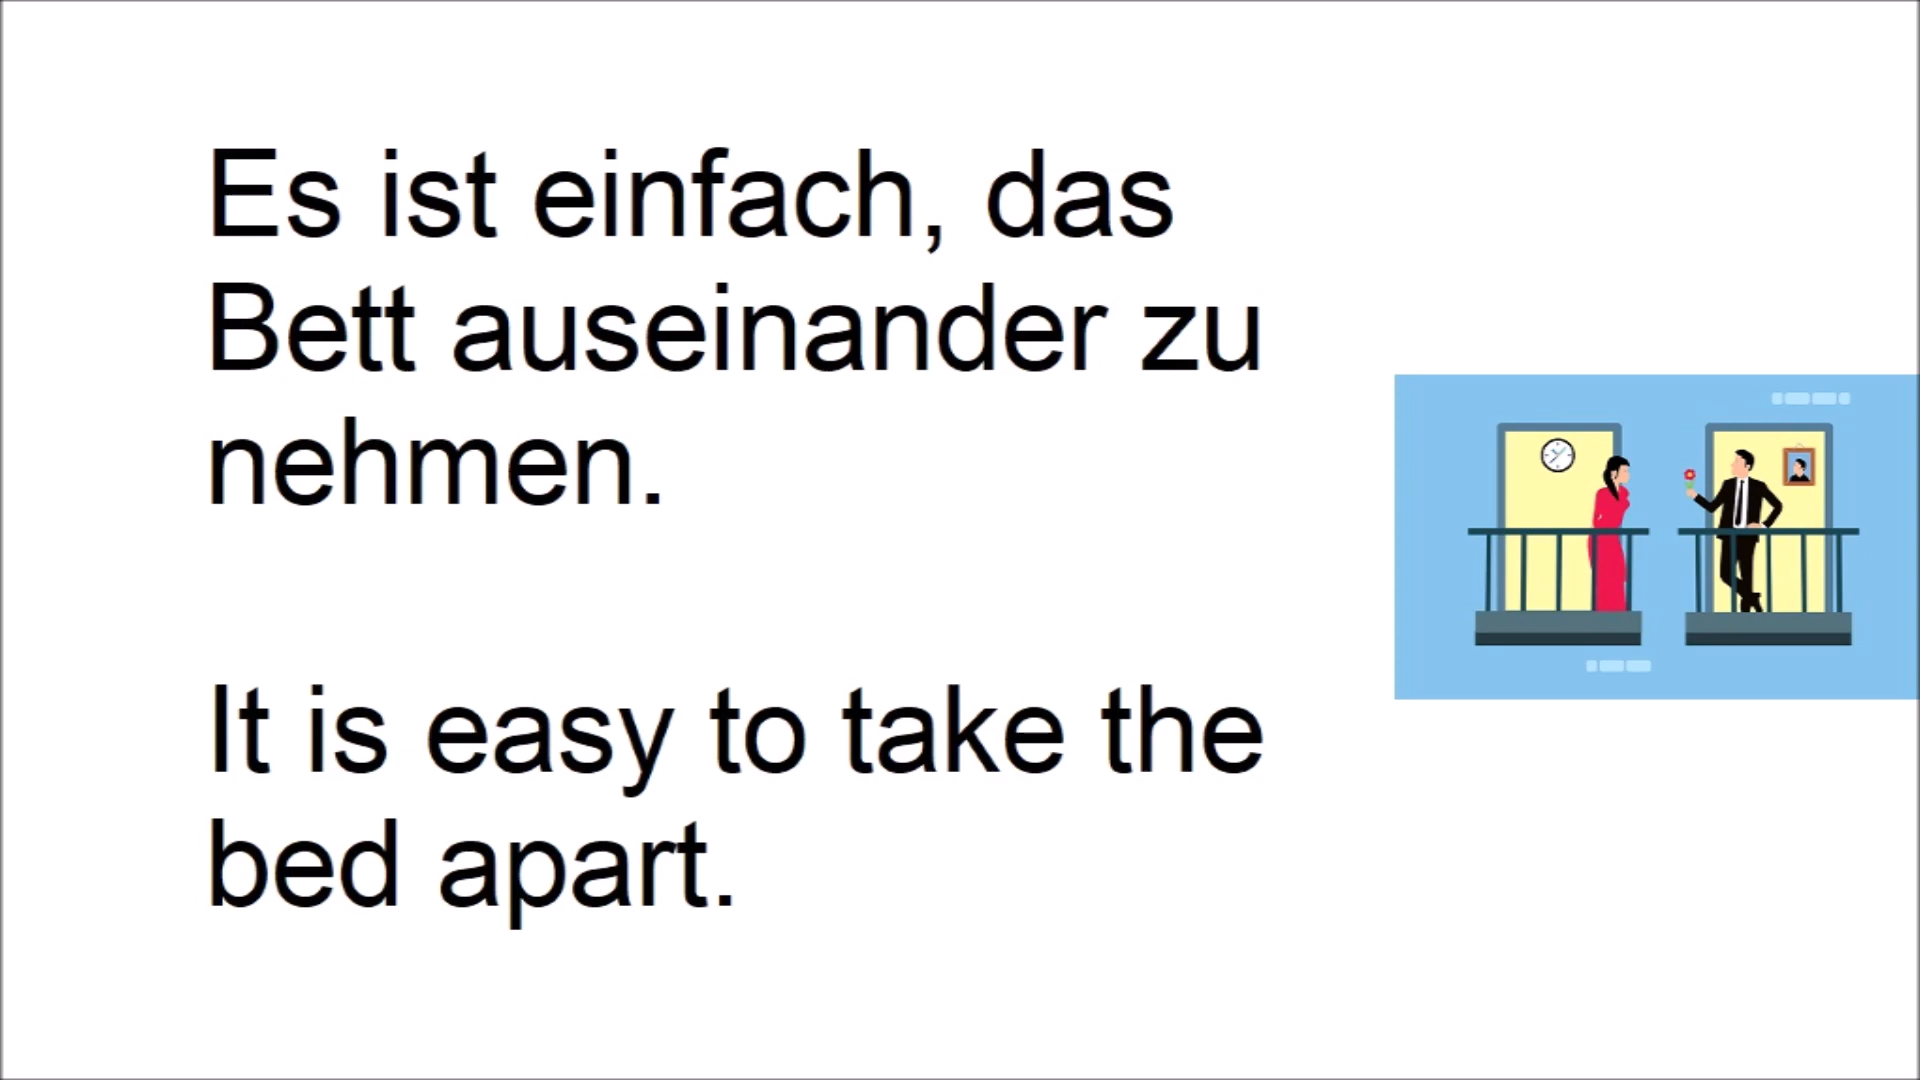 Es ist einfach, das
Bett auseinander zu
nehmen.
It is easy to take the
bed apart.